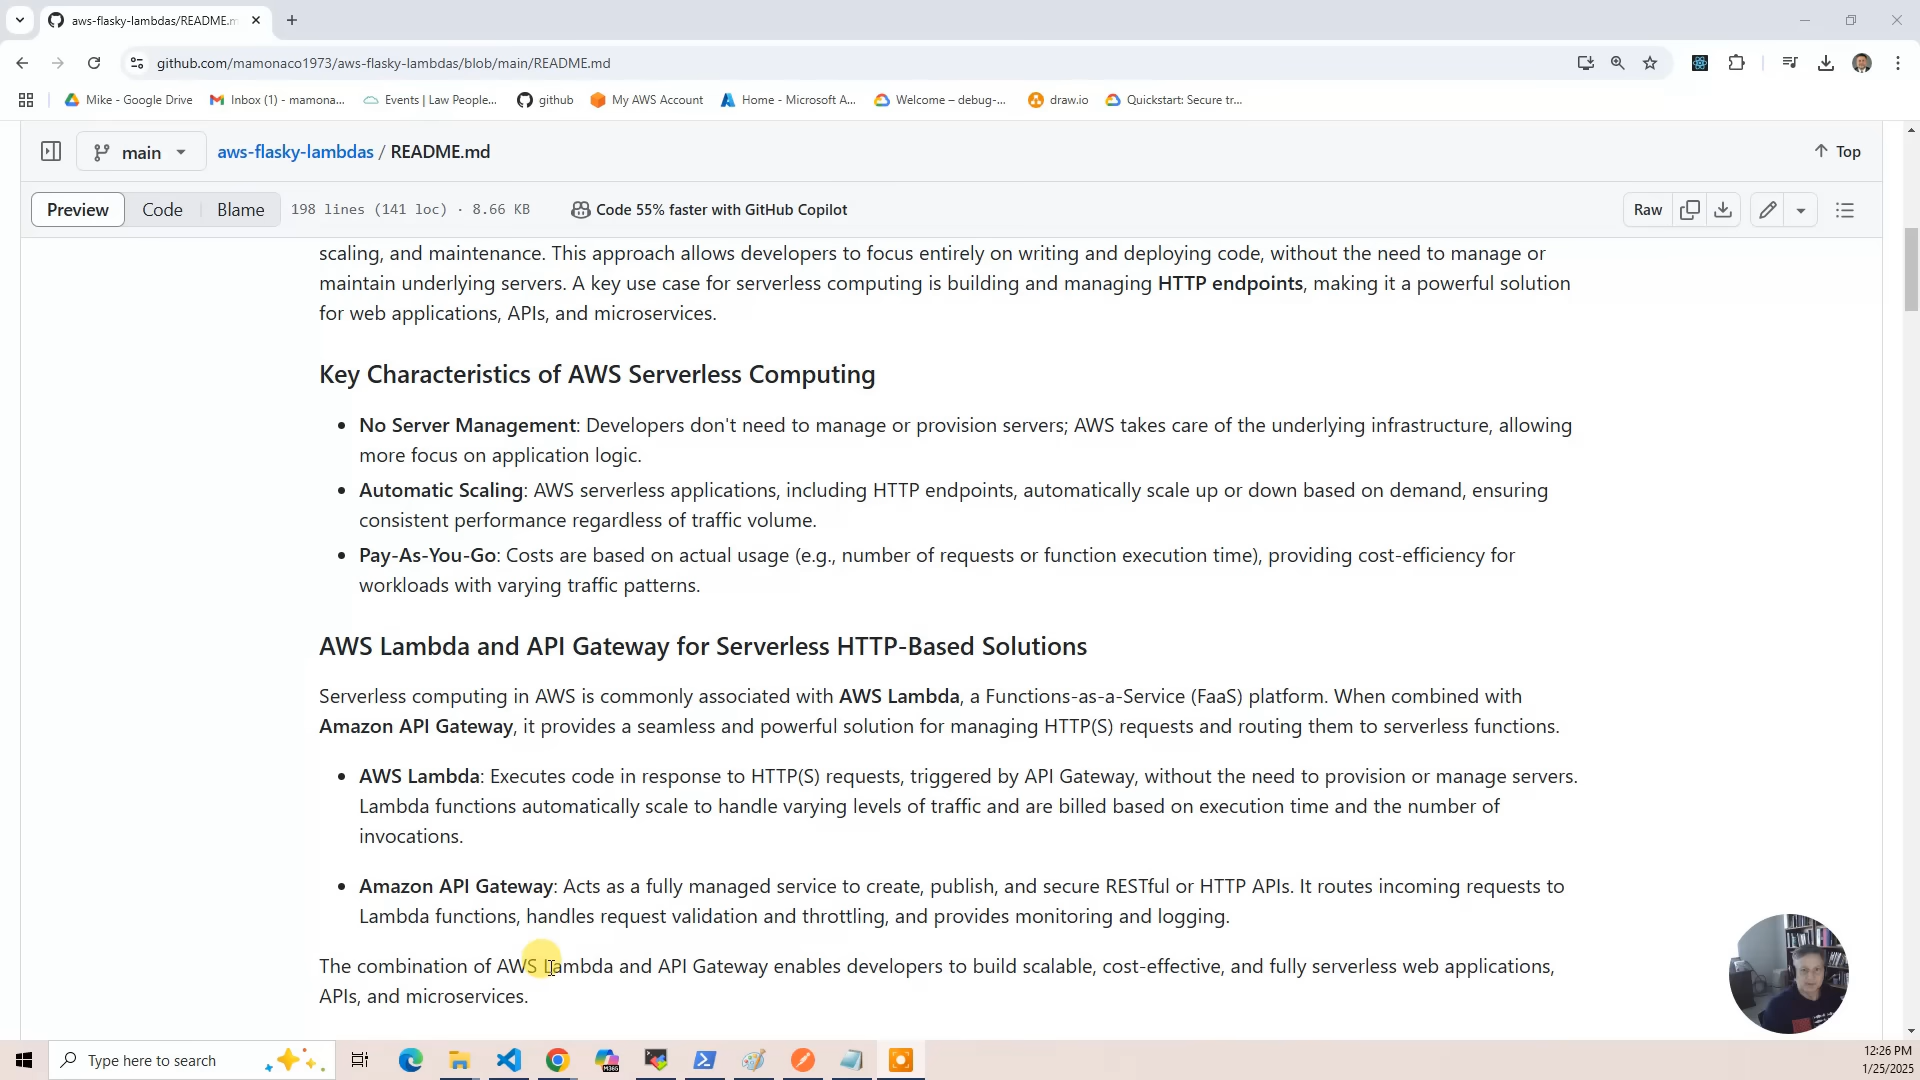 aws-flasky-lambdas/README.m
github.com/mamonaco1973/aws-flasky-lambdas/blob/main/README.md
Mike - Google Drive
Inbox (1) - mamona...
Events | Law People...
github
My AWS Account
Home - Microsoft A...
Welcome – debug-...
draw.io
Quickstart: Secure tr...
main
aws-flasky-lambdas / README.md
Top
Preview
Code
Blame
198 lines (141 loc) · 8.66 KB
Code 55% faster with GitHub Copilot
Raw
scaling, and maintenance. This approach allows developers to focus entirely on writing and deploying code, without the need to manage or
maintain underlying servers. A key use case for serverless computing is building and managing HTTP endpoints, making it a powerful solution
for web applications, APIs, and microservices.
Key Characteristics of AWS Serverless Computing
• No Server Management: Developers don't need to manage or provision servers; AWS takes care of the underlying infrastructure, allowing
more focus on application logic.
• Automatic Scaling: AWS serverless applications, including HTTP endpoints, automatically scale up or down based on demand, ensuring
consistent performance regardless of traffic volume.
• Pay-As-You-Go: Costs are based on actual usage (e.g., number of requests or function execution time), providing cost-efficiency for
workloads with varying traffic patterns.
AWS Lambda and API Gateway for Serverless HTTP-Based Solutions
Serverless computing in AWS is commonly associated with AWS Lambda, a Functions-as-a-Service (FaaS) platform. When combined with
Amazon API Gateway, it provides a seamless and powerful solution for managing HTTP(S) requests and routing them to serverless functions.
• AWS Lambda: Executes code in response to HTTP(S) requests, triggered by API Gateway, without the need to provision or manage servers.
Lambda functions automatically scale to handle varying levels of traffic and are billed based on execution time and the number of
invocations.
• Amazon API Gateway: Acts as a fully managed service to create, publish, and secure RESTful or HTTP APIs. It routes incoming requests to
Lambda functions, handles request validation and throttling, and provides monitoring and logging.
The combination of AWS Lambda and API Gateway enables developers to build scalable, cost-effective, and fully serverless web applications,
APIs, and microservices.
Type here to search
M365
12:26 PM
1/25/2025